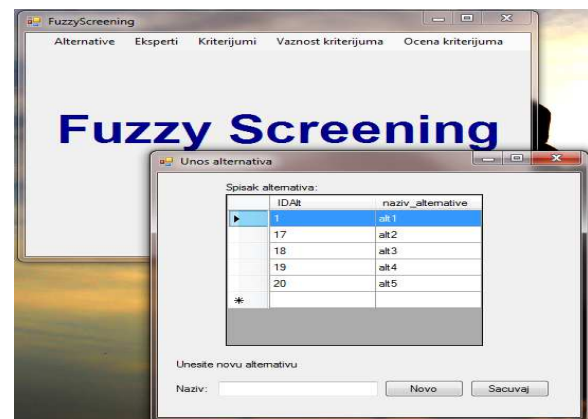 FuzzyScreening
Alternative Eksperti Kriterijumi Vaznost kriterijuma Ocena kriterijuma
Fuzzy Screening
Unos alternativa
Spisak alternativa:
IDAlt naziv_alternative
1 alt1
17 alt2
18 alt3
19 alt4
20 alt5
Unesite novu alternativu
Naziv: Novo Sacuvaj